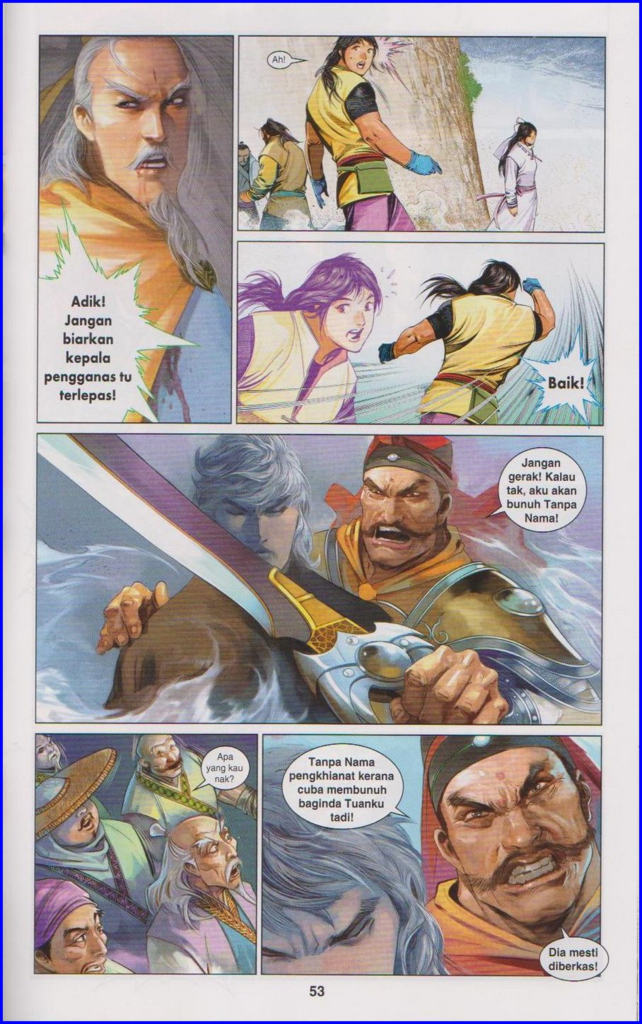 Adik!
Jangan
biarkan
kepala
pengganas tu
terlepas!
Ah!
Baik!
Jangan
gerak! Kalau
tak, aku akan
bunuh Tanpa
Nama!
Apa
yang kau
nak?
Tanpa Nama
pengkhianat kerana
cuba membunuh
baginda Tuanku
tadi!
Dia mesti
diberkas!
53